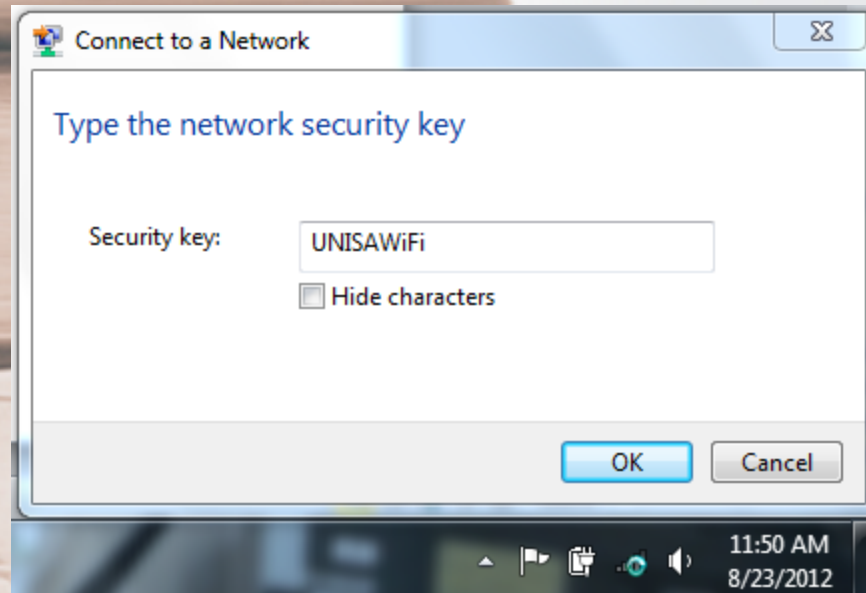 Connect to a Network
Type the network security key
Security key: UNISAWiFi
Hide characters
OK Cancel
11:50 AM
8/23/2012